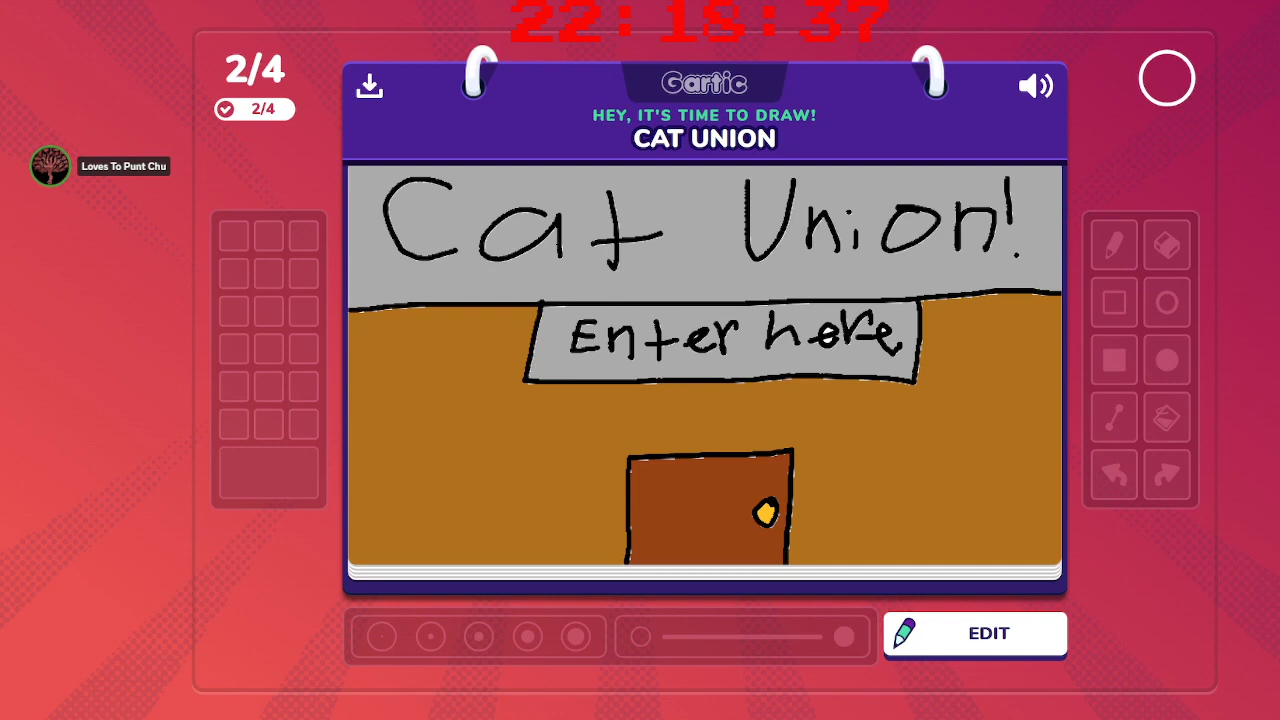 22:18:37
2/4
2/4
Gartic
HEY, IT'S TIME TO DRAW!
CAT UNION
Loves To Punt Chu
Cat Union!
Enter here
EDIT